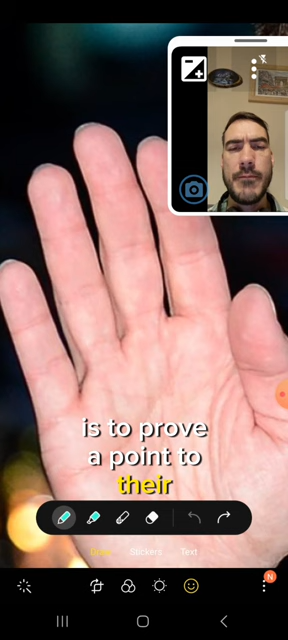 is to prove
a point to
their
Draw Stickers Text
N